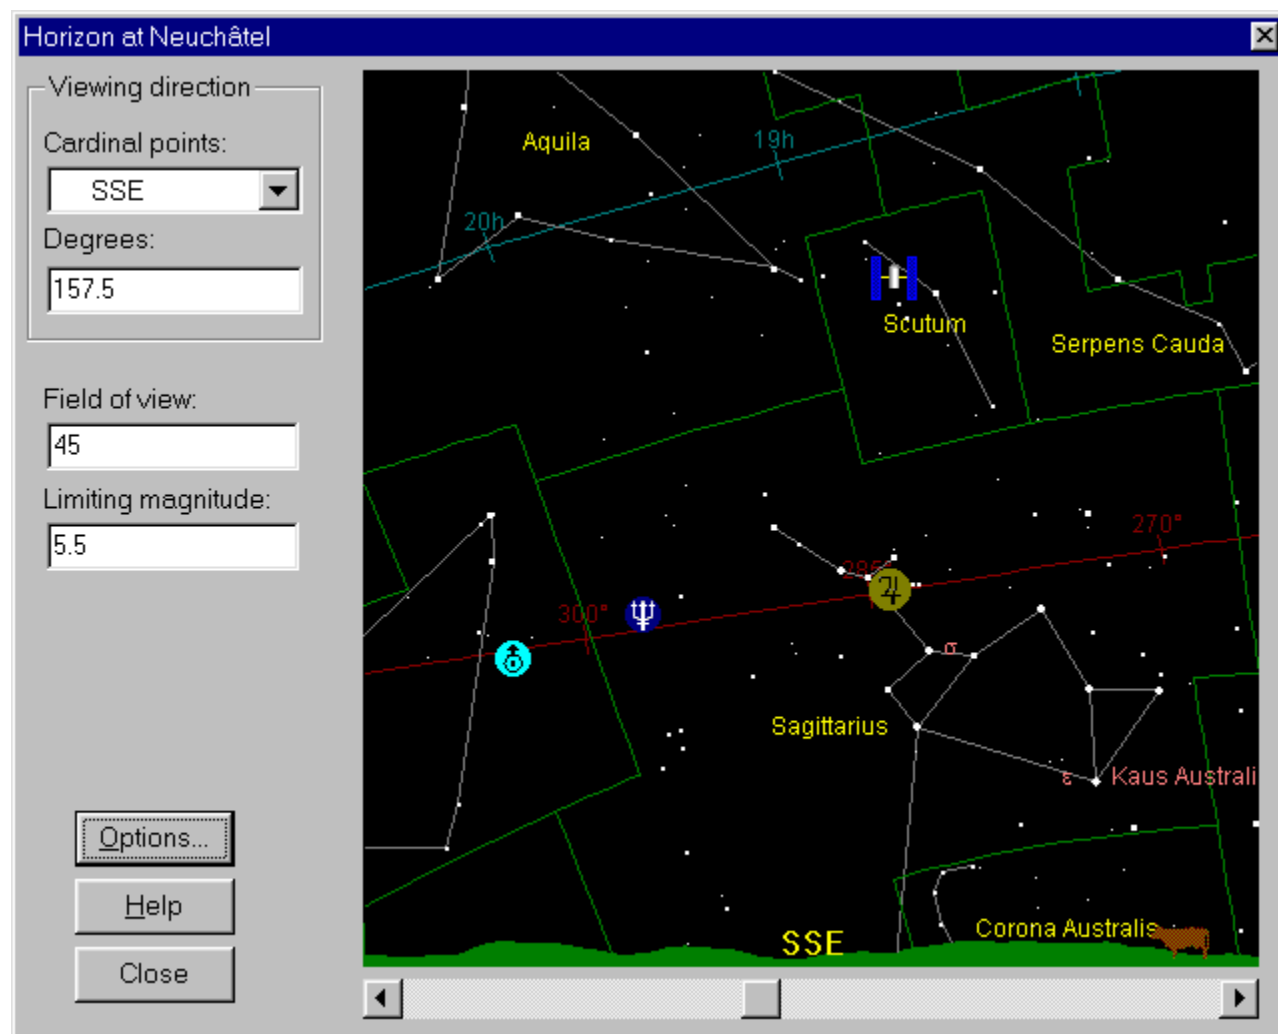 Horizon at Neuchâtel
Viewing direction
Cardinal points:
SSE
Degrees:
157.5
Field of view:
45
Limiting magnitude:
5.5
Options...
Help
Close
Aquila
19h
20h
Scutum
Serpens Cauda
270°
285°
300°
σ
Sagittarius
ε Kaus Australi
Corona Australis
SSE